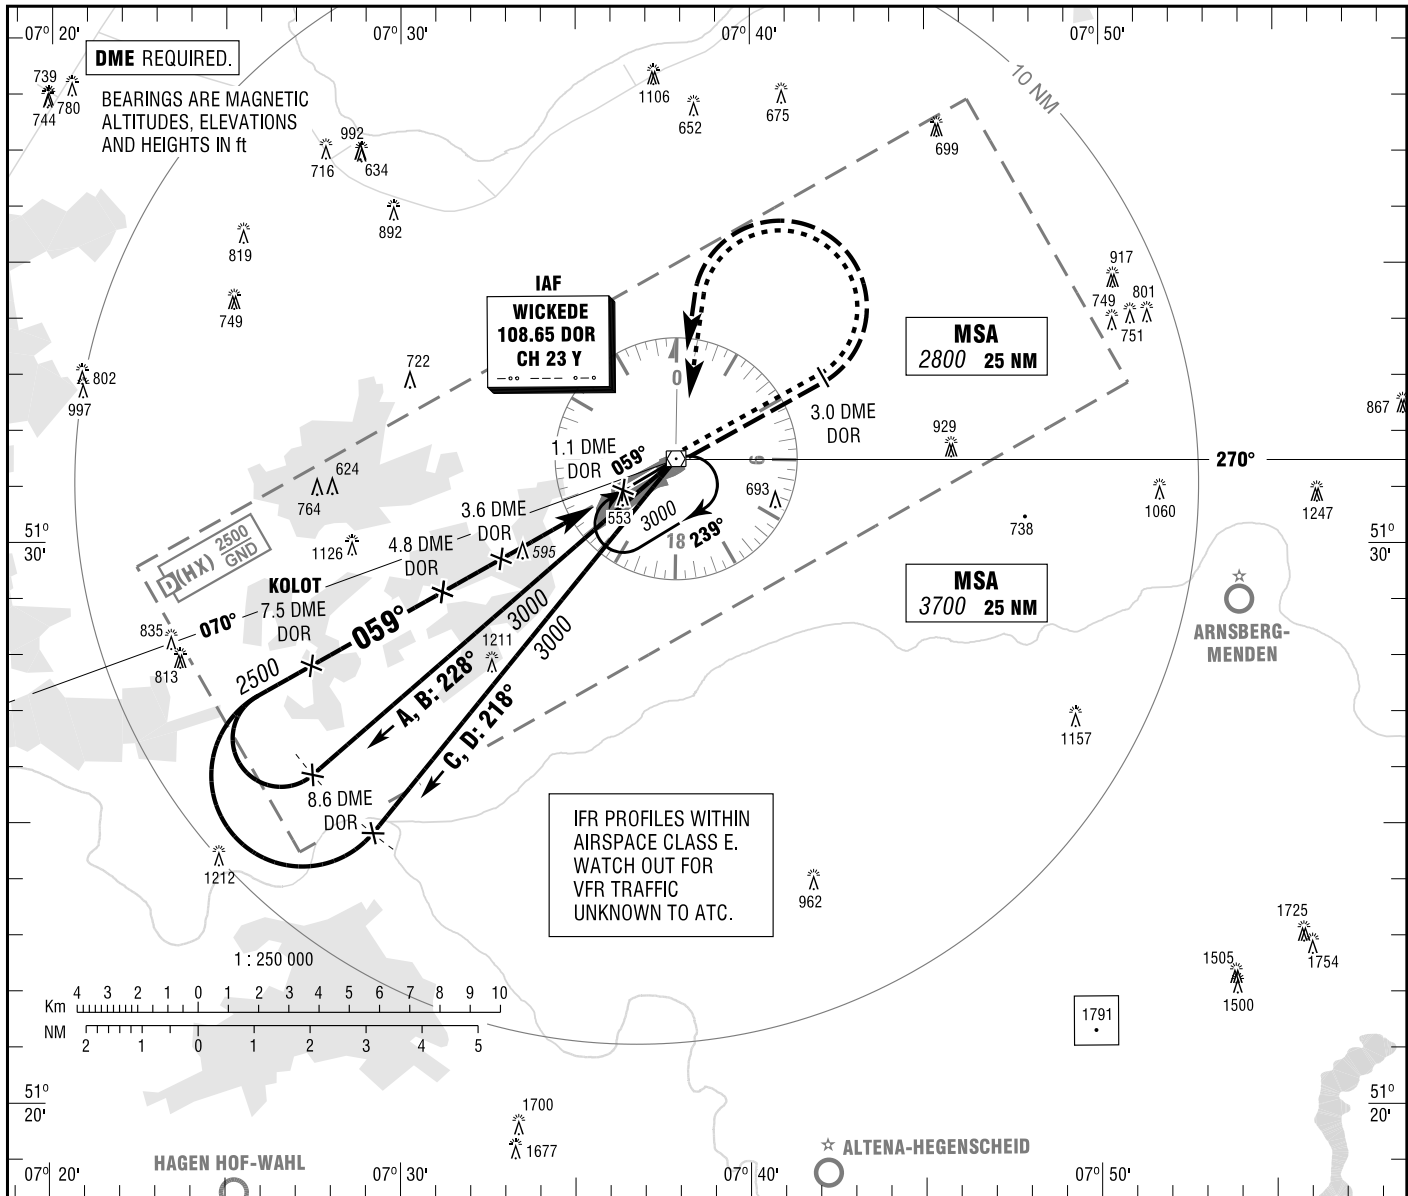 07° 20'
07° 30'
07° 40'
07° 50'
DME REQUIRED.
BEARINGS ARE MAGNETIC
ALTITUDES, ELEVATIONS
AND HEIGHTS IN ft
739
744
780
1106
652
675
10 NM
699
716
992
634
892
819
749
IAF
WICKEDE
108.65 DOR
CH 23 Y
917
749
801
751
MSA
2800 25 NM
802
997
722
0
3.0 DME
DOR
867
929
1.1 DME
DOR
059°
6
270°
624
764
693
1060
1247
3.6 DME
DOR
553
3000
239°
18
738
51°
30'
51°
30'
D(HX) 2500
GND
1126
4.8 DME
DOR
595
KOLOT
7.5 DME
DOR
MSA
3700 25 NM
835
813
070°
059°
3000
3000
1211
ARNSBERG-
MENDEN
2500
A, B: 228°
C, D: 218°
1157
8.6 DME
DOR
1212
IFR PROFILES WITHIN
AIRSPACE CLASS E.
WATCH OUT FOR
VFR TRAFFIC
UNKNOWN TO ATC.
962
1725
1754
1505
1500
1 : 250 000
Km 4 3 2 1 0 1 2 3 4 5 6 7 8 9 10
NM 2 1 0 1 2 3 4 5
1791
51°
20'
51°
20'
1700
1677
HAGEN HOF-WAHL
ALTENA-HEGENSCHEID
07° 20'
07° 30'
07° 40'
07° 50'